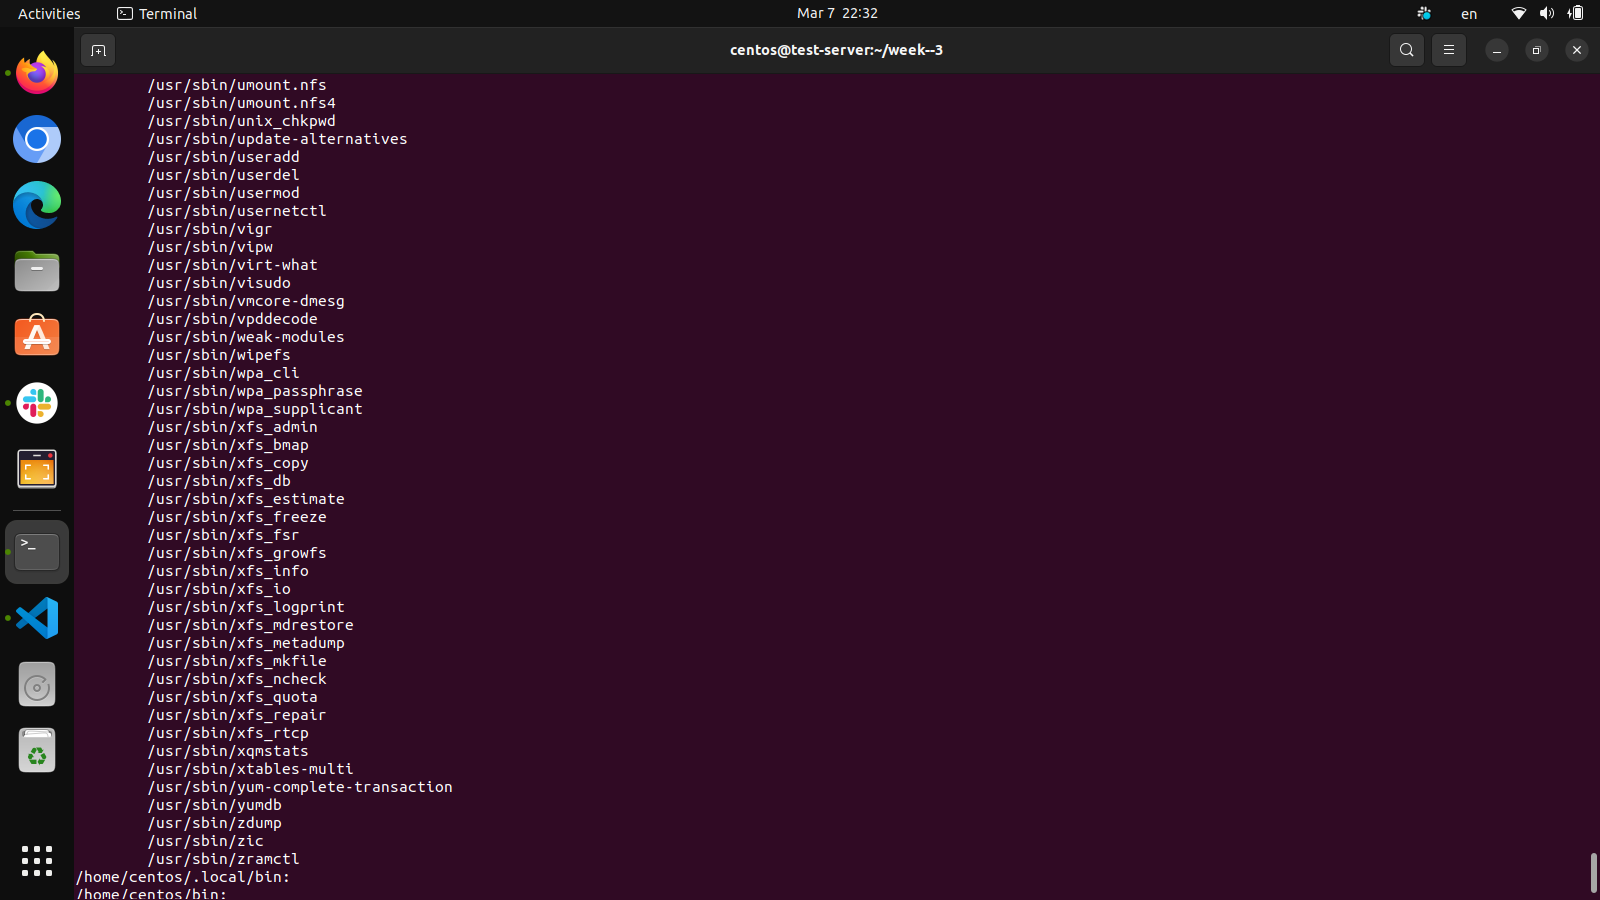 Activities
Terminal
Mar 7 22:32
en
centos@test-server:~/week--3
/usr/sbin/umount.nfs
/usr/sbin/umount.nfs4
/usr/sbin/unix_chkpwd
/usr/sbin/update-alternatives
/usr/sbin/useradd
/usr/sbin/userdel
/usr/sbin/usermod
/usr/sbin/usernetctl
/usr/sbin/vigr
/usr/sbin/vipw
/usr/sbin/virt-what
/usr/sbin/visudo
/usr/sbin/vmcore-dmesg
/usr/sbin/vpddecode
/usr/sbin/weak-modules
/usr/sbin/wipefs
/usr/sbin/wpa_cli
/usr/sbin/wpa_passphrase
/usr/sbin/wpa_supplicant
/usr/sbin/xfs_admin
/usr/sbin/xfs_bmap
/usr/sbin/xfs_copy
/usr/sbin/xfs_db
/usr/sbin/xfs_estimate
/usr/sbin/xfs_freeze
/usr/sbin/xfs_fsr
/usr/sbin/xfs_growfs
/usr/sbin/xfs_info
/usr/sbin/xfs_io
/usr/sbin/xfs_logprint
/usr/sbin/xfs_mdrestore
/usr/sbin/xfs_metadump
/usr/sbin/xfs_mkfile
/usr/sbin/xfs_ncheck
/usr/sbin/xfs_quota
/usr/sbin/xfs_repair
/usr/sbin/xfs_rtcp
/usr/sbin/xqmstats
/usr/sbin/xtables-multi
/usr/sbin/yum-complete-transaction
/usr/sbin/yumdb
/usr/sbin/zdump
/usr/sbin/zic
/usr/sbin/zramctl
/home/centos/.local/bin:
/home/centos/bin: